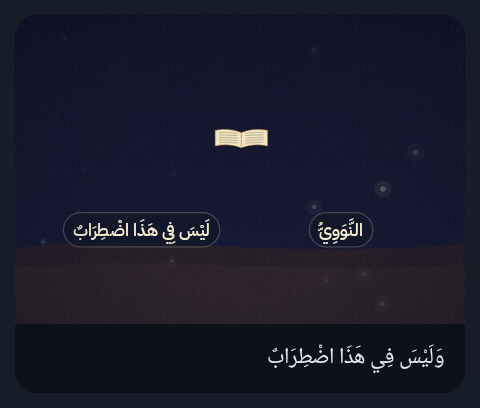 النَّوَوِيُّ
لَيْسَ فِي هَذَا اضْطِرَابٌ
وَلَيْسَ فِي هَذَا اضْطِرَابٌ